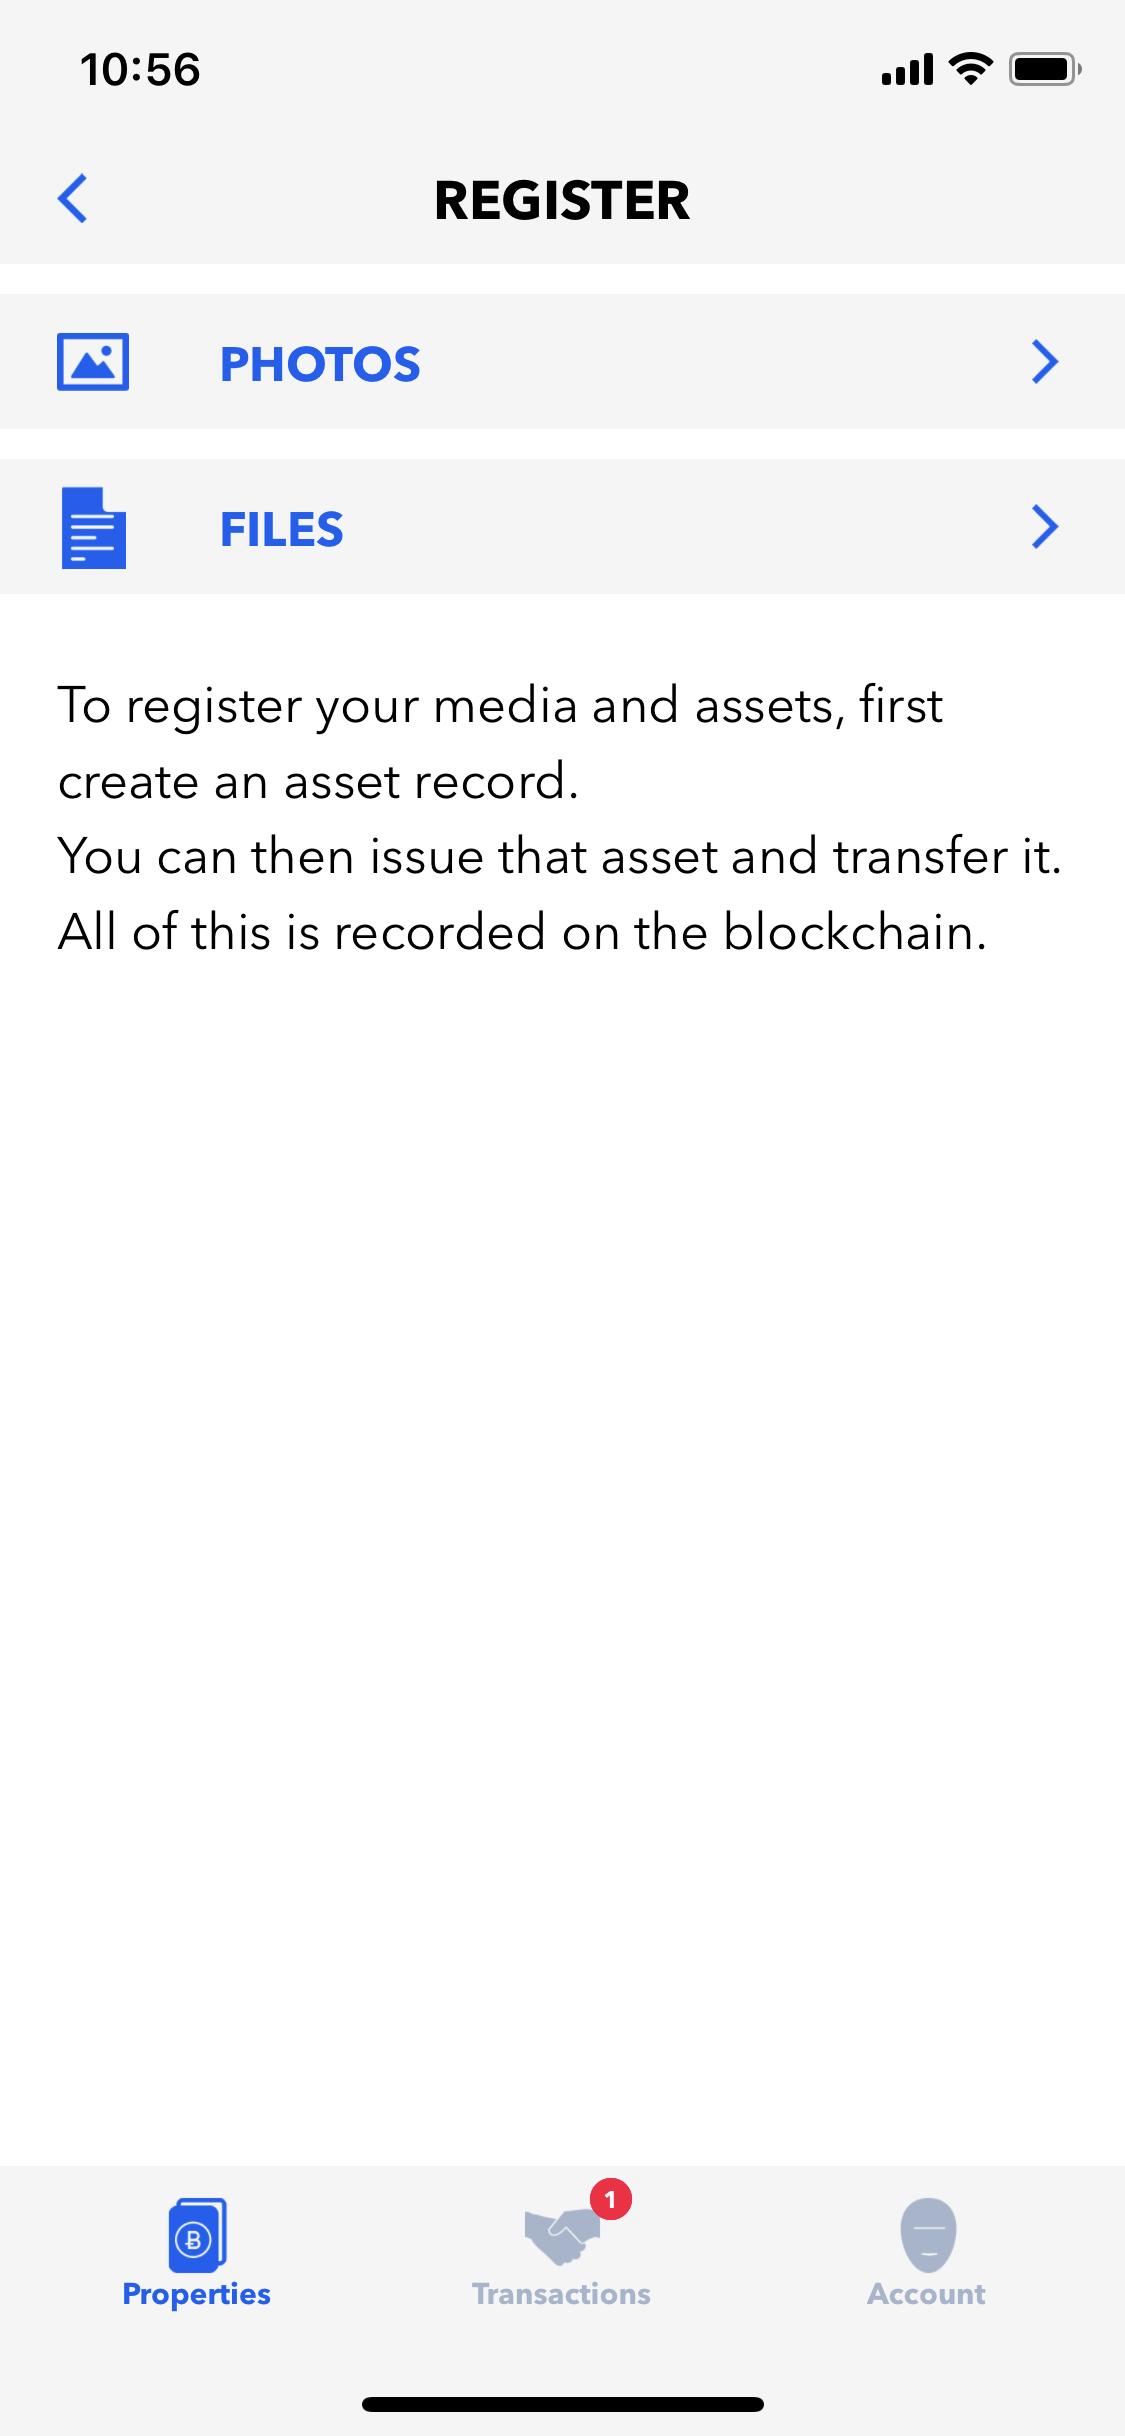 10:56
REGISTER
PHOTOS
FILES
To register your media and assets, first
create an asset record.
You can then issue that asset and transfer it.
All of this is recorded on the blockchain.
1
Properties
Transactions
Account